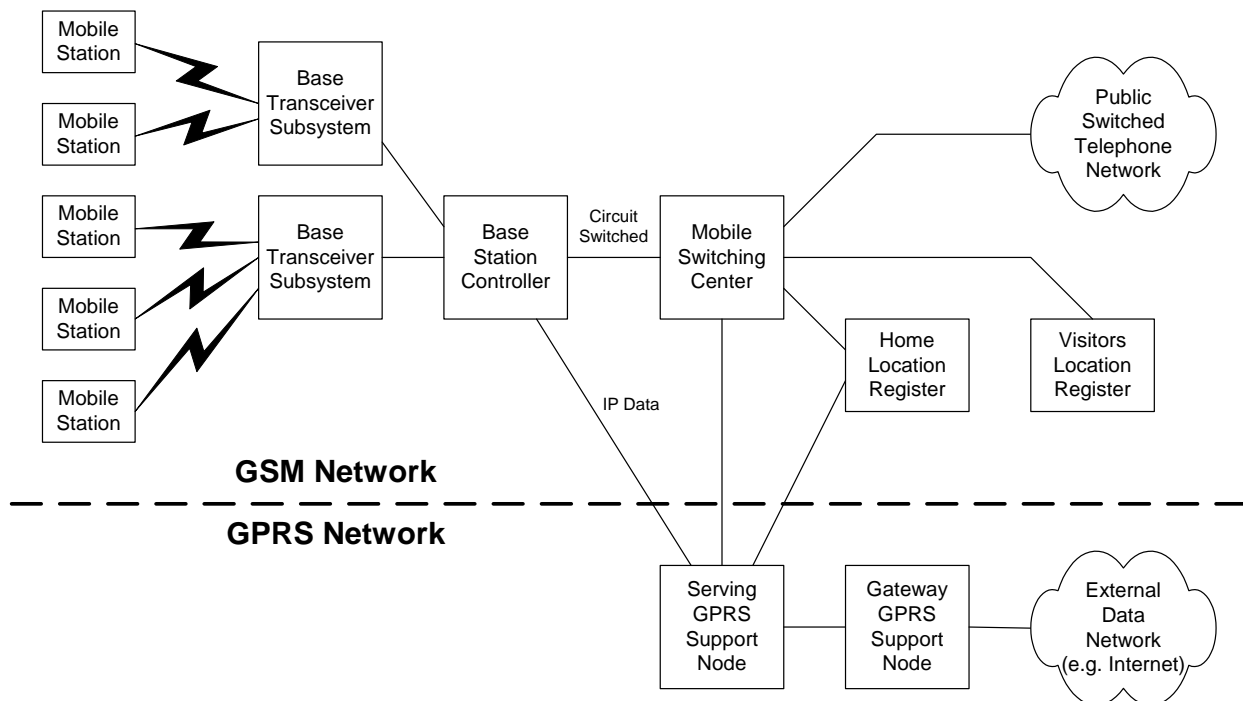 Mobile
Station
Mobile
Station
Mobile
Station
Mobile
Station
Mobile
Station
Base
Transceiver
Subsystem
Base
Transceiver
Subsystem
Base
Station
Controller
Circuit
Switched
Mobile
Switching
Center
Public
Switched
Telephone
Network
Home
Location
Register
Visitors
Location
Register
IP Data
GSM Network
GPRS Network
Serving
GPRS
Support
Node
Gateway
GPRS
Support
Node
External
Data
Network
(e.g. Internet)